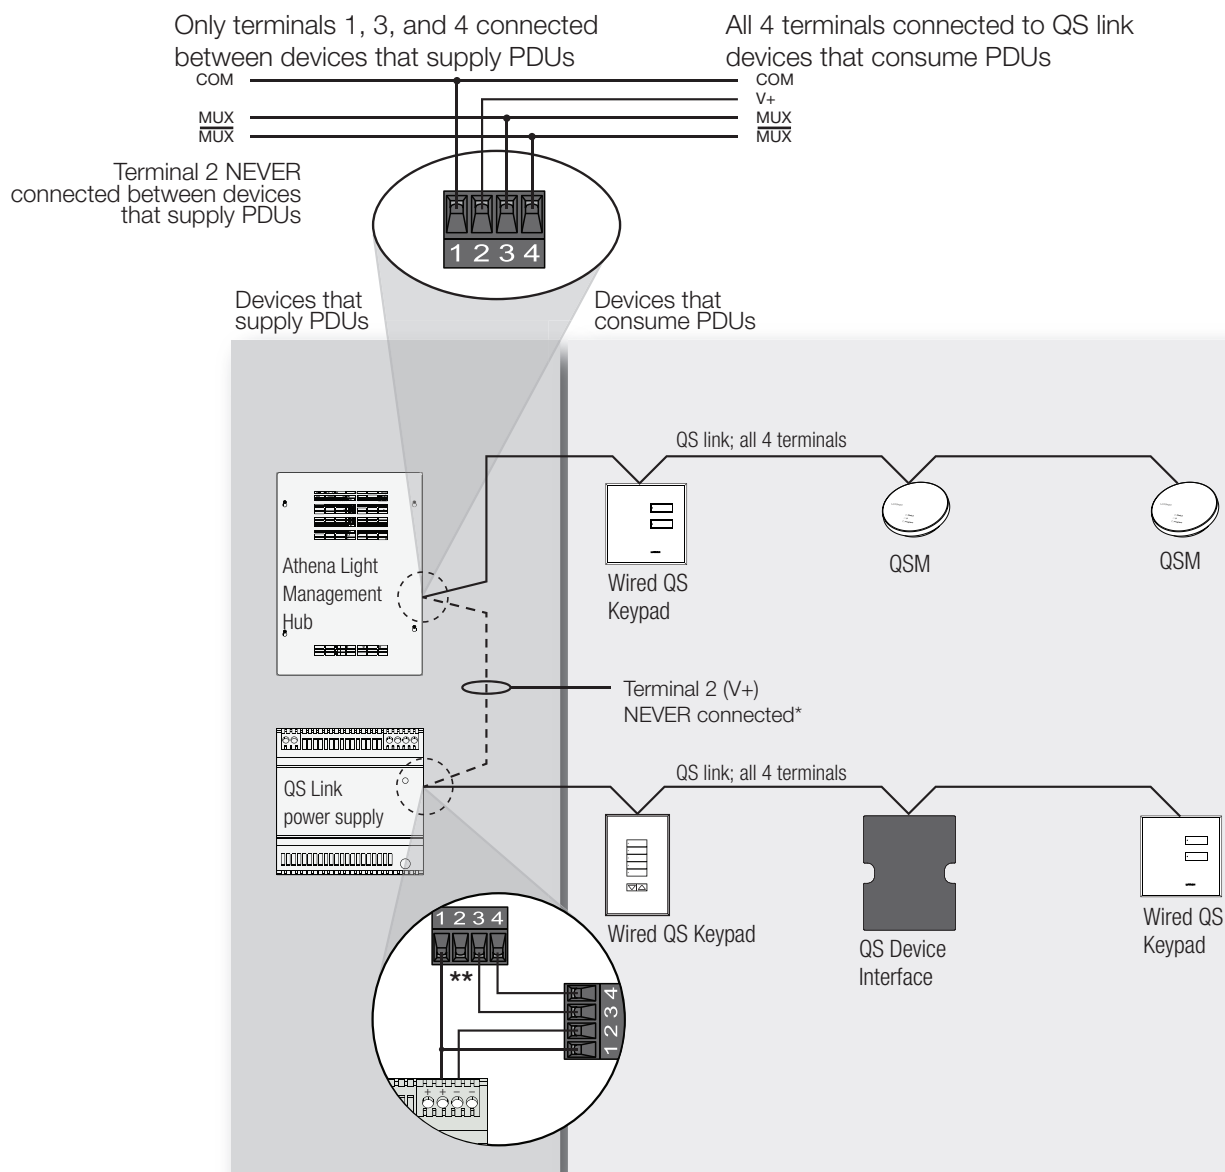 Only terminals 1, 3, and 4 connected
between devices that supply PDUs
All 4 terminals connected to QS link
devices that consume PDUs
COM
MUX
MUX
COM
V+
MUX
MUX
Terminal 2 NEVER
connected between devices
that supply PDUs
1 2 3 4
Devices that
supply PDUs
Devices that
consume PDUs
QS link; all 4 terminals
Athena Light
Management
Hub
Wired QS
Keypad
QSM
QSM
Terminal 2 (V+)
NEVER connected*
QS link; all 4 terminals
QS Link
power supply
Wired QS Keypad
QS Device
Interface
Wired QS
Keypad
1 2 3 4
**
1 2 3 4
+ + – –